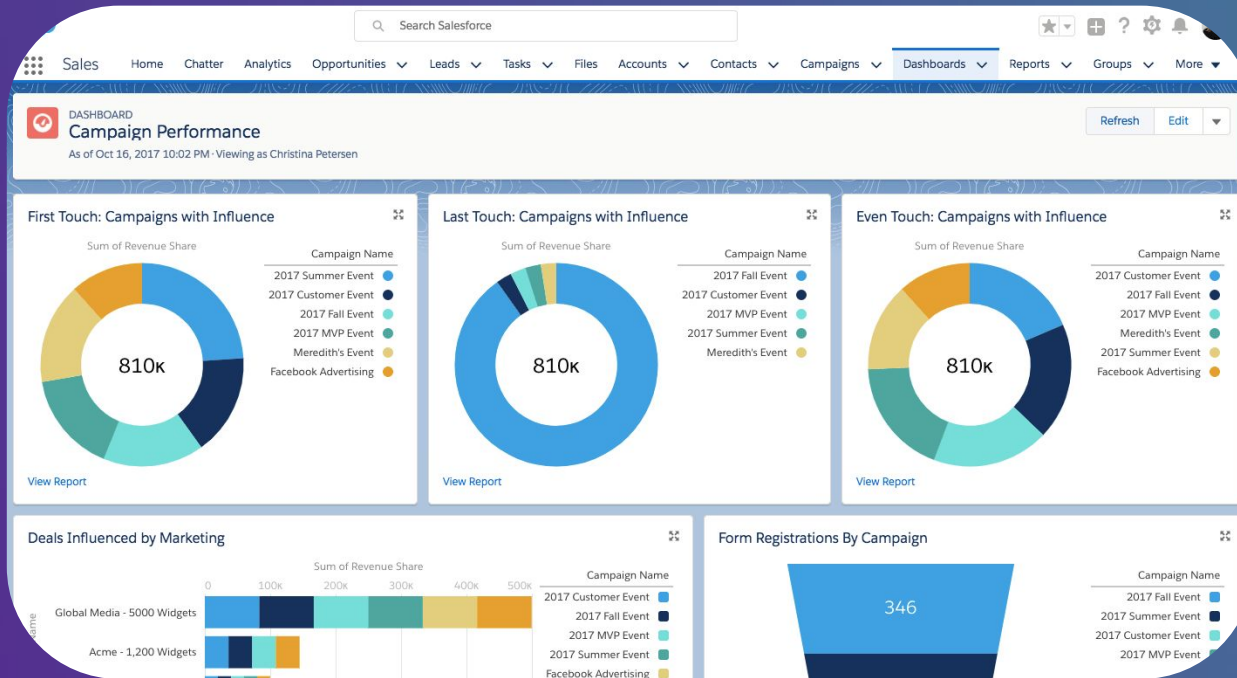 Search Salesforce
Sales Home Chatter Analytics Opportunities Leads Tasks Files Accounts Contacts Campaigns Dashboards Reports Groups More
DASHBOARD
Campaign Performance
As of Oct 16, 2017 10:02 PM·Viewing as Christina Petersen
Refresh Edit
First Touch: Campaigns with Influence
Sum of Revenue Share
Campaign Name
2017 Summer Event
2017 Customer Event
2017 Fall Event
2017 MVP Event
Meredith's Event
Facebook Advertising
810K
View Report
Last Touch: Campaigns with Influence
Sum of Revenue Share
Campaign Name
2017 Fall Event
2017 Customer Event
2017 MVP Event
2017 Summer Event
Meredith's Event
810K
View Report
Even Touch: Campaigns with Influence
Sum of Revenue Share
Campaign Name
2017 Customer Event
2017 Fall Event
2017 MVP Event
Meredith's Event
2017 Summer Event
Facebook Advertising
810K
View Report
Deals Influenced by Marketing
Sum of Revenue Share
0 100K 200K 300K 400K 500K
Global Media - 5000 Widgets
Acme - 1,200 Widgets
Campaign Name
2017 Customer Event
2017 Fall Event
2017 MVP Event
2017 Summer Event
Facebook Advertising
Form Registrations By Campaign
346
Campaign Name
2017 Fall Event
2017 Summer Event
2017 Customer Event
2017 MVP Event